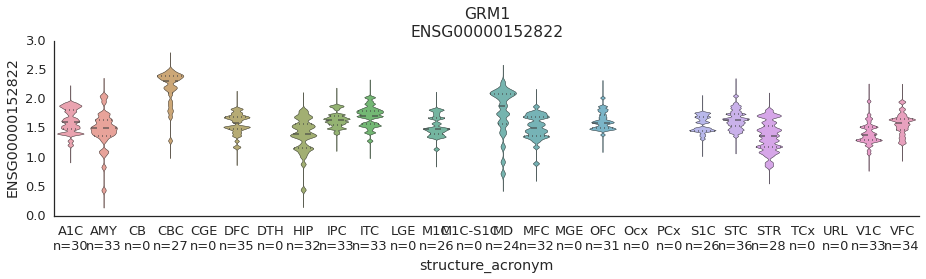 GRM1
ENSG00000152822
ENSG00000152822
3.0
2.5
2.0
1.5
1.0
0.5
0.0
A1C AMY CB CBC CGE DFC DTH HIP IPC ITC LGE M1C M1C-S1C MD MFC MGE OFC Ocx PCx S1C STC STR TCx URL V1C VFC
n=30 n=33 n=0 n=27 n=0 n=35 n=0 n=32 n=33 n=33 n=0 n=26 n=0 n=24 n=32 n=0 n=31 n=0 n=0 n=26 n=36 n=28 n=0 n=0 n=33 n=34
structure_acronym